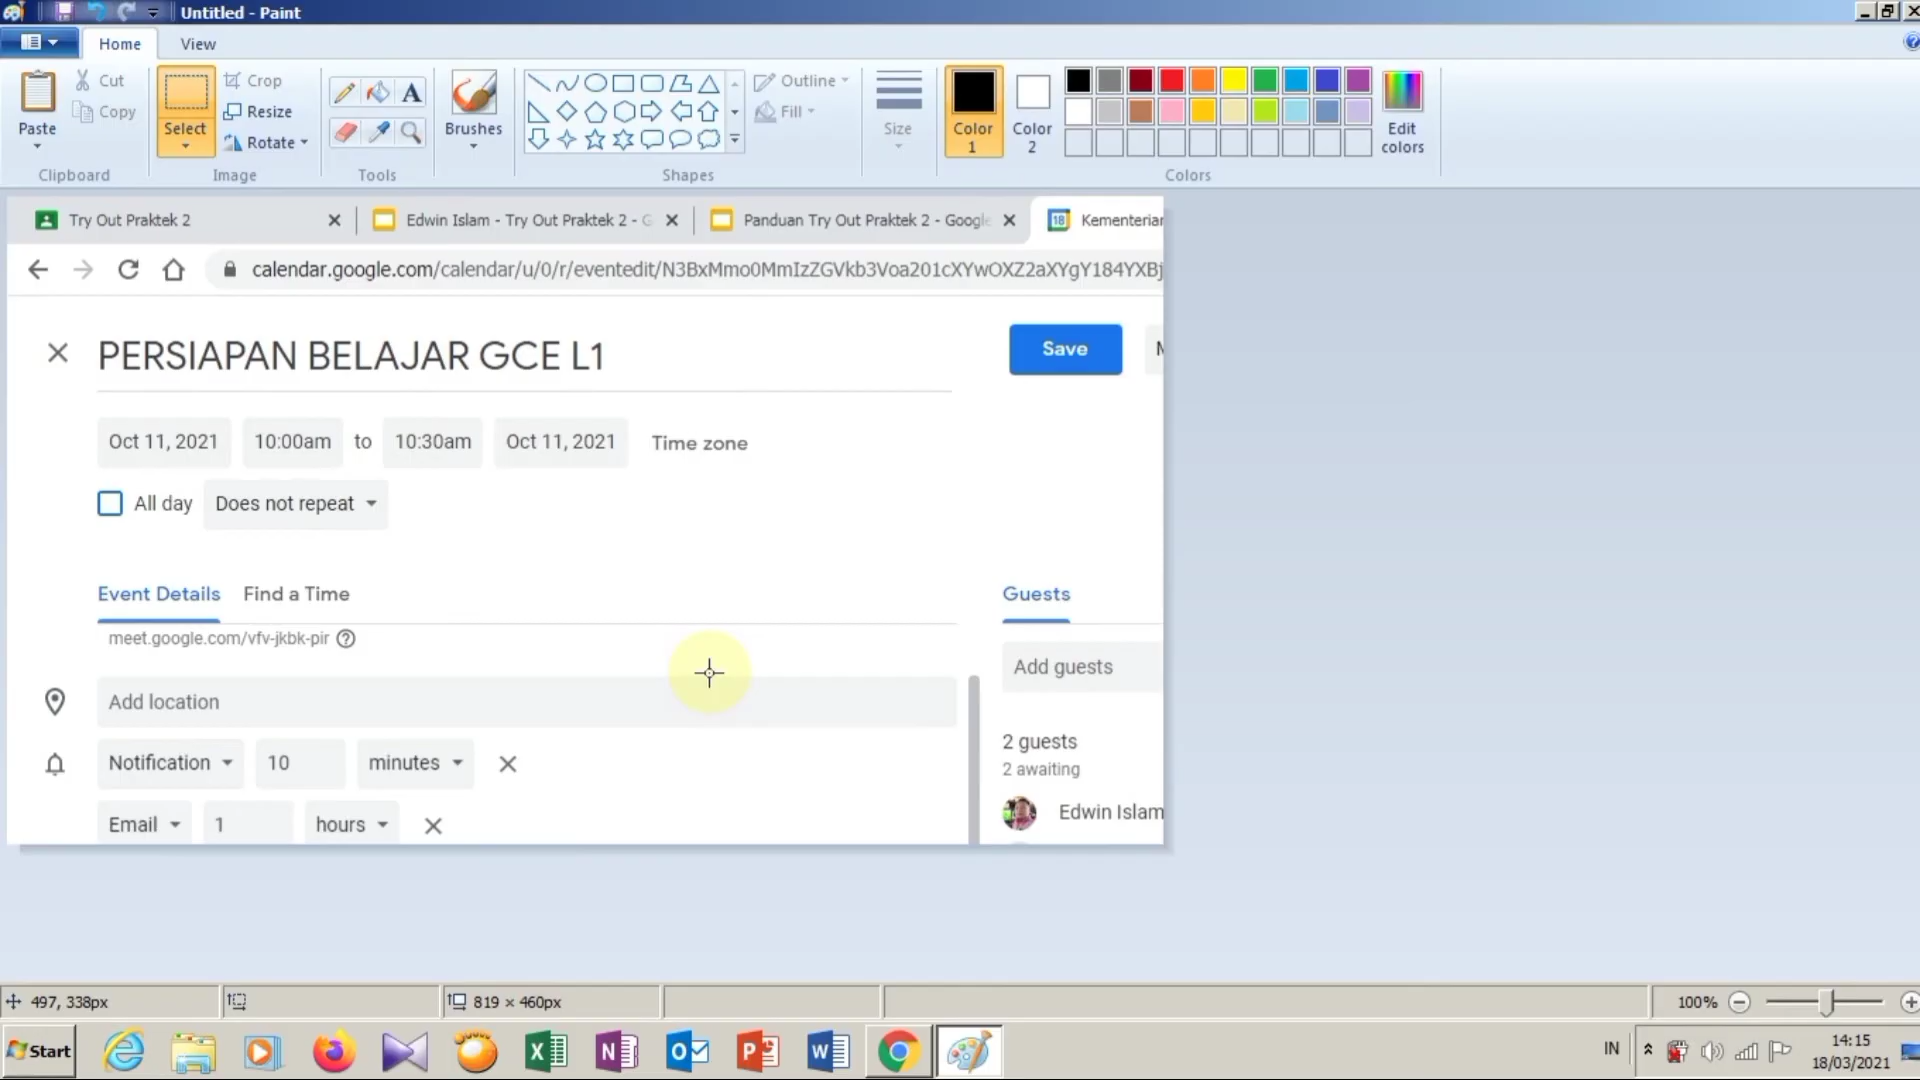 Untitled - Paint
Home View
Paste
Cut
Copy
Clipboard
Select
Crop
Resize
Rotate
Image
Tools
Brushes
Shapes
Outline
Fill
Size
Color 1
Color 2
Edit colors
Colors
Try Out Praktek 2
Edwin Islam - Try Out Praktek 2 - G
Panduan Try Out Praktek 2 - Google
18 Kementerian
calendar.google.com/calendar/u/0/r/eventedit/
PERSIAPAN BELAJAR GCE L1
Save
Oct 11, 2021 10:00am to 10:30am Oct 11, 2021 Time zone
All day Does not repeat
Event Details Find a Time
Guests
meet.google.com/vfv-jkbk-pir
Add guests
Add location
2 guests
2 awaiting
Notification 10 minutes
Edwin Islam
Email 1 hours
497, 338px
819 × 460px
100%
Start
IN
14:15
18/03/2021